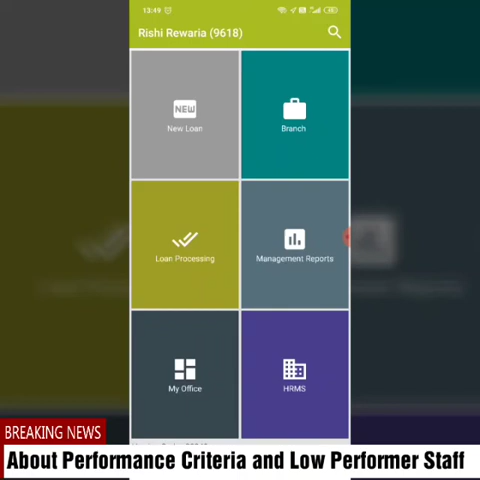 13:49
Rishi Rewaria (9618)
NEW
New Loan
Branch
Loan Processing
Management Reports
My Office
HRMS
BREAKING NEWS
About Performance Criteria and Low Performer Staff